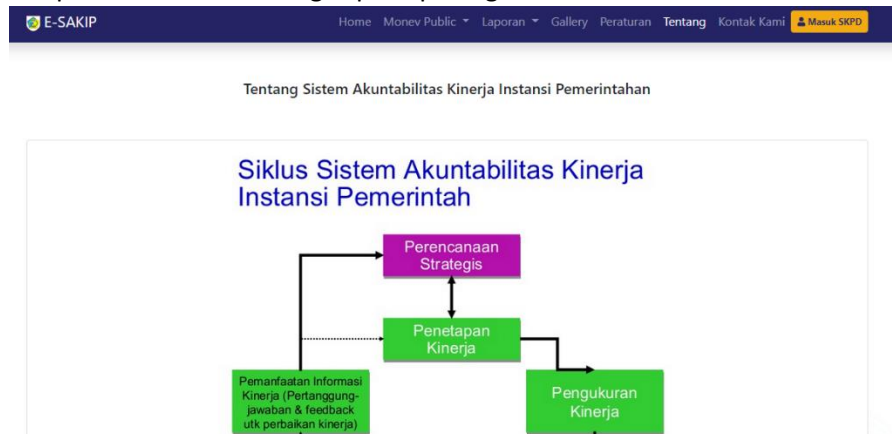 E-SAKIP Home Monev Public Laporan Gallery Peraturan Tentang Kontak Kami Masuk SKPD
Tentang Sistem Akuntabilitas Kinerja Instansi Pemerintahan
Siklus Sistem Akuntabilitas Kinerja
Instansi Pemerintah
Perencanaan
Strategis
Penetapan
Kinerja
Pemanfaatan Informasi
Kinerja (Pertanggung-
jawaban & feedback
utk perbaikan kinerja)
Pengukuran
Kinerja